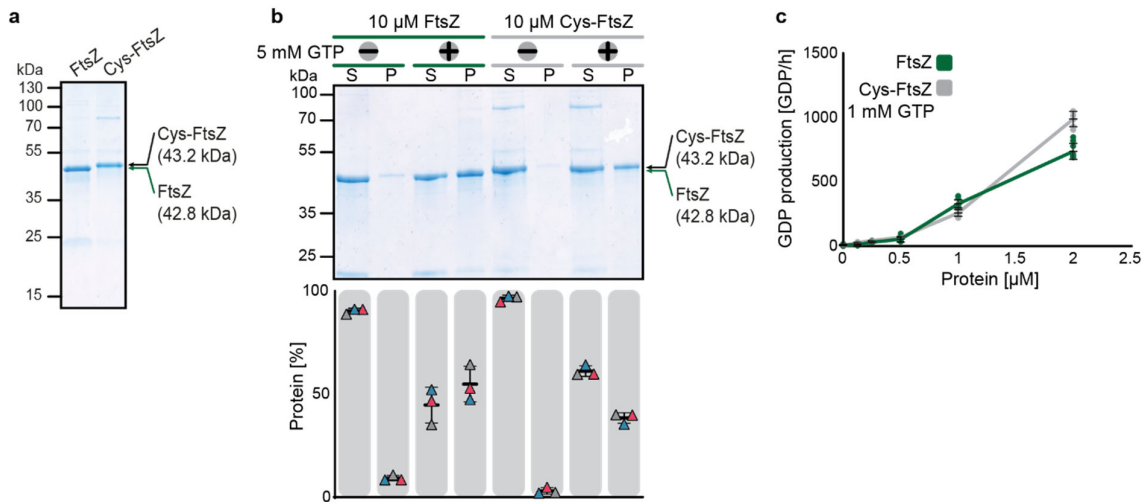 a
FtsZ
Cys-FtsZ
kDa
130
100
70
55
35
25
15
Cys-FtsZ
(43.2 kDa)
FtsZ
(42.8 kDa)
b
10 µM FtsZ
10 µM Cys-FtsZ
5 mM GTP
− + − +
kDa
S P S P S P S P
100
70
55
35
25
Cys-FtsZ
(43.2 kDa)
FtsZ
(42.8 kDa)
100
50
0
Protein [%]
c
1500
1000
500
0
GDP production [GDP/h]
FtsZ
Cys-FtsZ
1 mM GTP
0 0.5 1 1.5 2 2.5
Protein [µM]